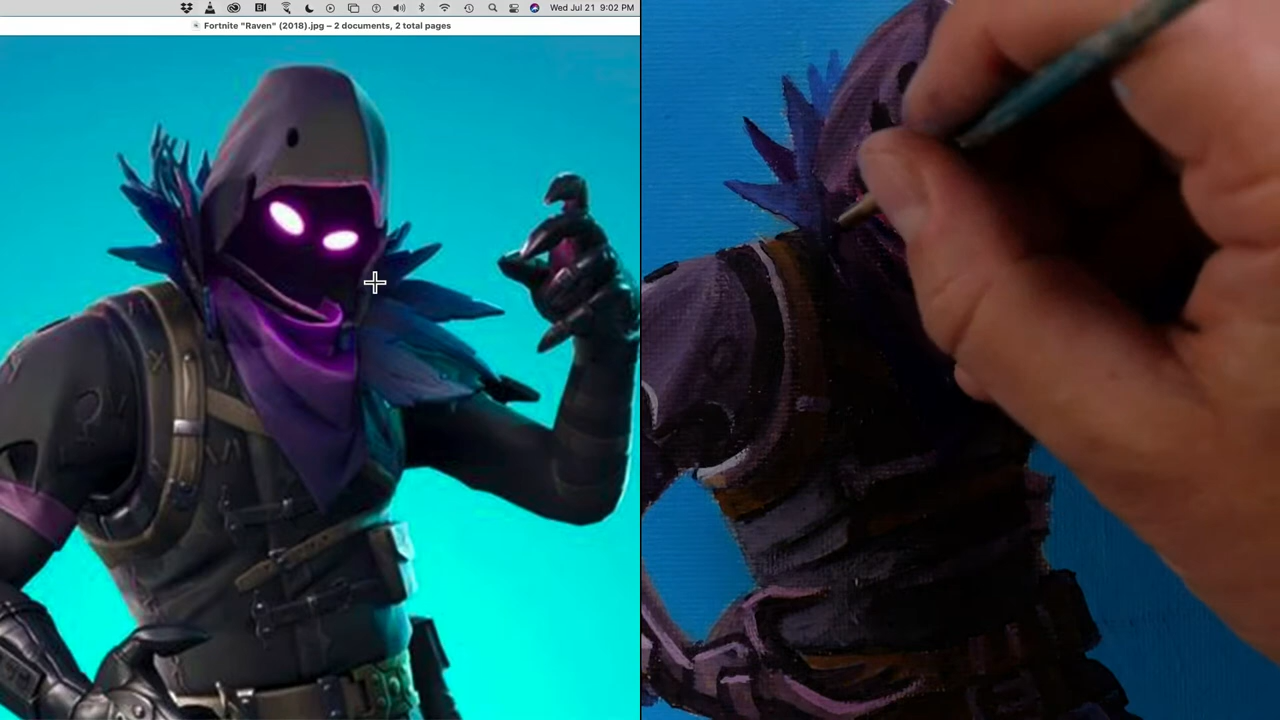 Wed Jul 21 9:02 PM
Fortnite "Raven" (2018).jpg – 2 documents, 2 total pages